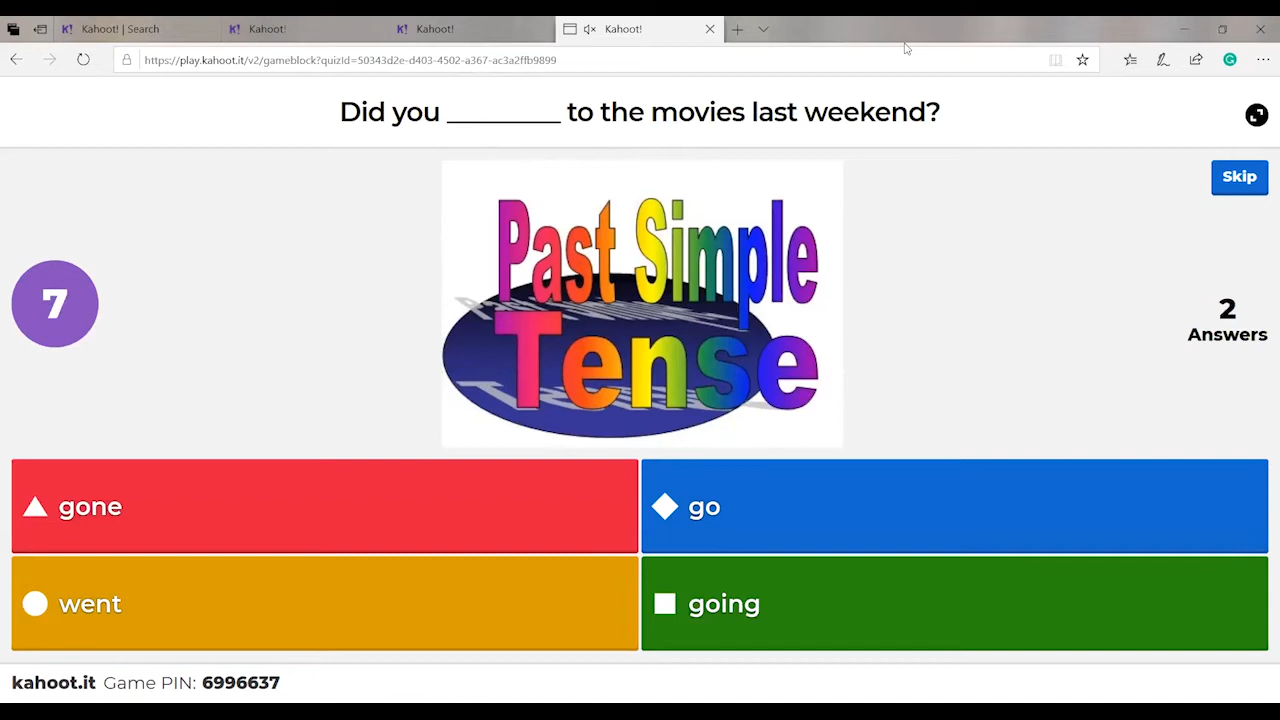 Kahoot! | Search
Kahoot!
Kahoot!
Kahoot!
https://play.kahoot.it/v2/gameblock?quizId=50343d2e-d403-4502-a367-ac3a2ffb9899
Did you _________ to the movies last weekend?
Skip
Past Simple
Tense
7
2
Answers
gone
go
went
going
kahoot.it Game PIN: 6996637